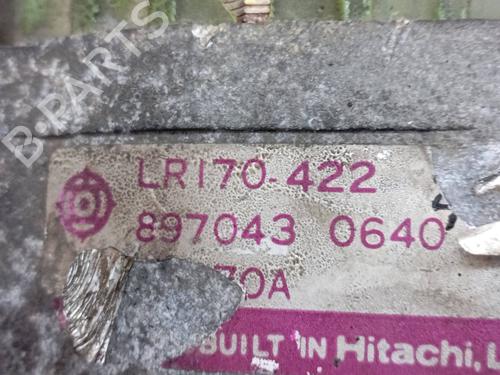 B-PARTS
LR170-422
897043 0640
70A
BUILT IN Hitachi, L